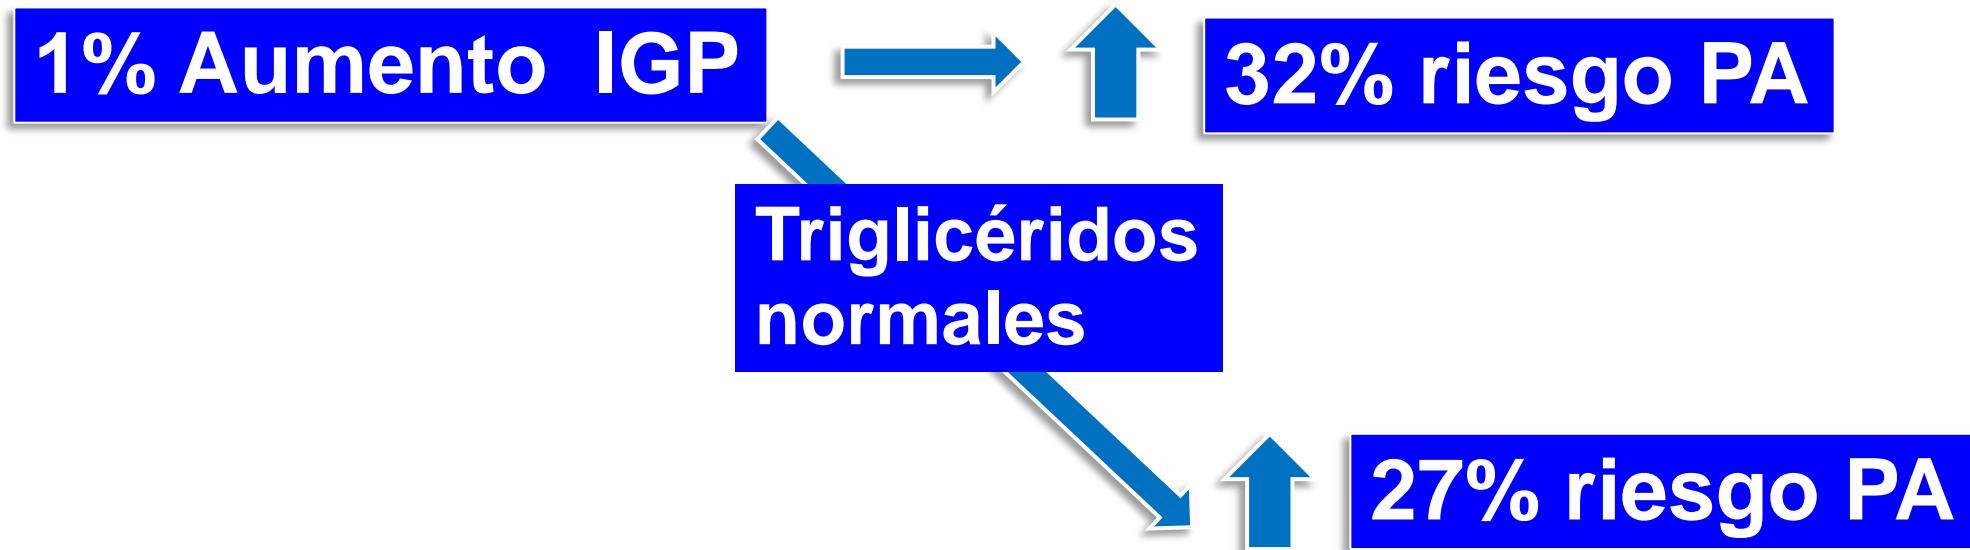 1% Aumento  IGP
32% riesgo PA
Triglicéridos
normales
27% riesgo PA